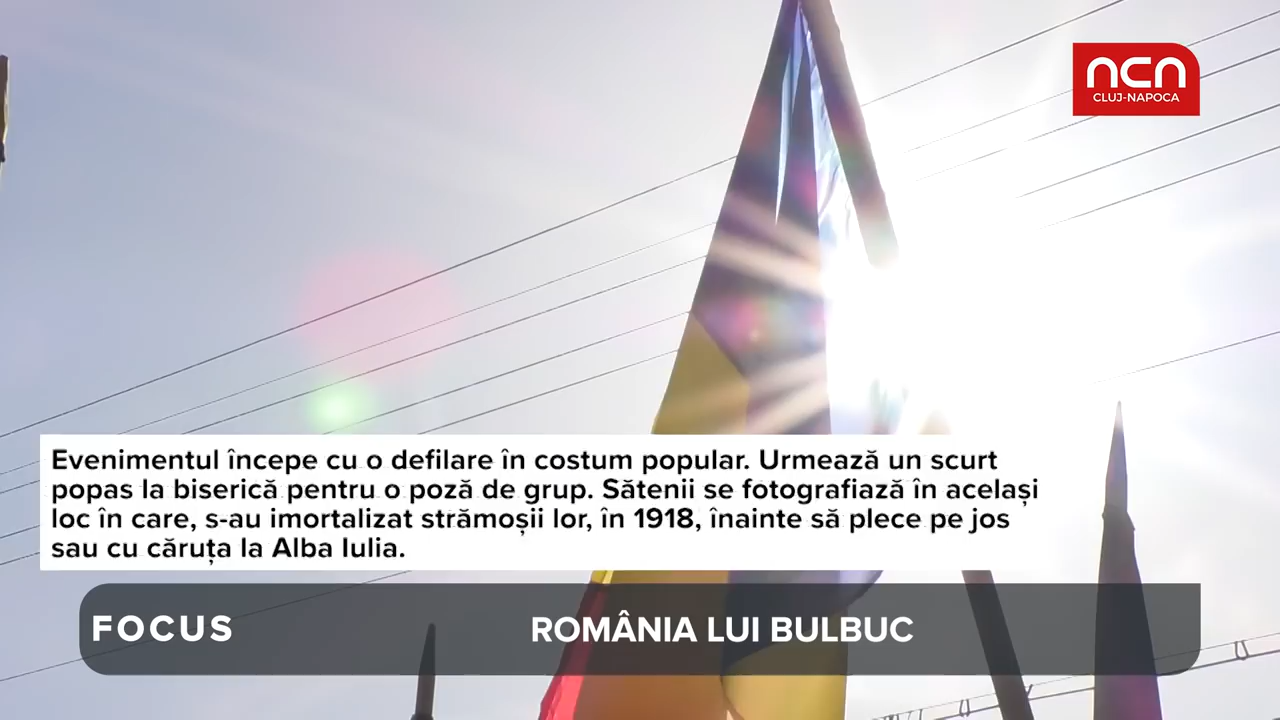 ncn
CLUJ-NAPOCA
Evenimentul începe cu o defilare în costum popular. Urmează un scurt
popas la biserică pentru o poză de grup. Sătenii se fotografiază în același
loc în care, s-au imortalizat strămoșii lor, în 1918, înainte să plece pe jos
sau cu căruța la Alba Iulia.
FOCUS
ROMÂNIA LUI BULBUC